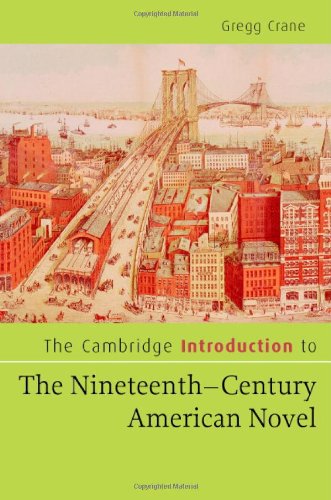 Gregg Crane
The Cambridge Introduction to
The Nineteenth–Century
American Novel